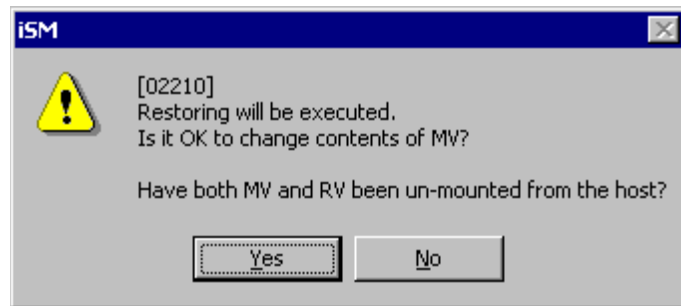 iSM
[02210]
Restoring will be executed.
Is it OK to change contents of MV?
Have both MV and RV been un-mounted from the host?
Yes
No